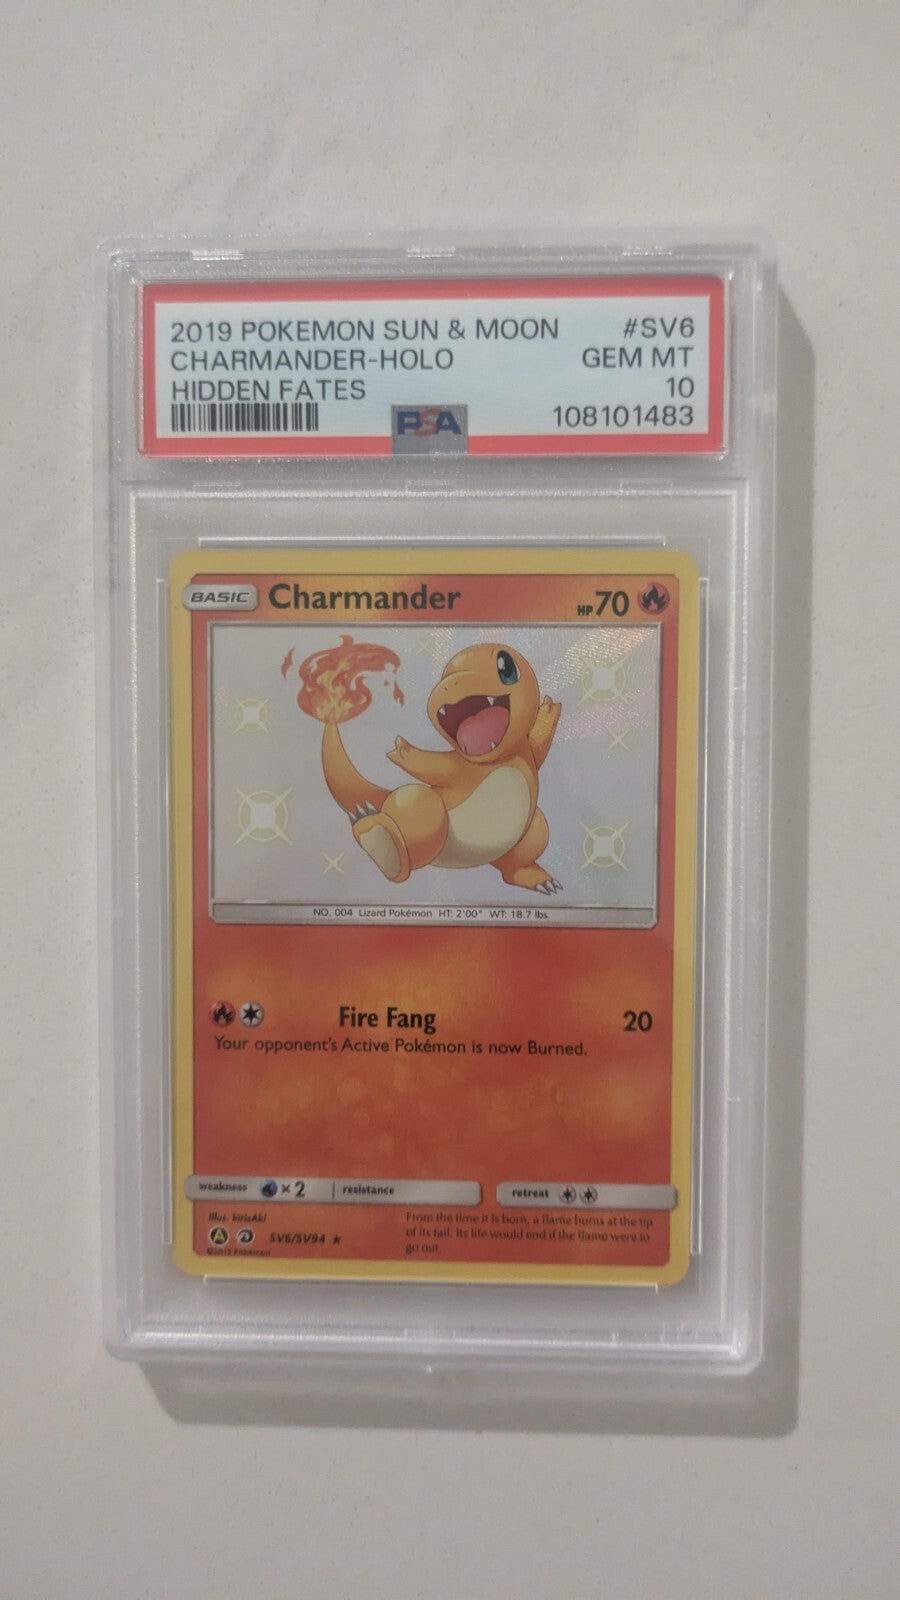 2019 POKEMON SUN & MOON #SV6
CHARMANDER-HOLO GEM MT
HIDDEN FATES 10
108101483
PSA
BASIC Charmander HP 70
NO. 004 Lizard Pokémon HT: 2'00" WT: 18.7 lbs.
Fire Fang 20
Your opponent's Active Pokémon is now Burned.
weakness ×2 resistance retreat
Illus. kirisAki
From the time it is born, a flame burns at the tip
of its tail. Its life would end if the flame were to
go out.
A SV6/SV94 ★
©2019 Pokémon